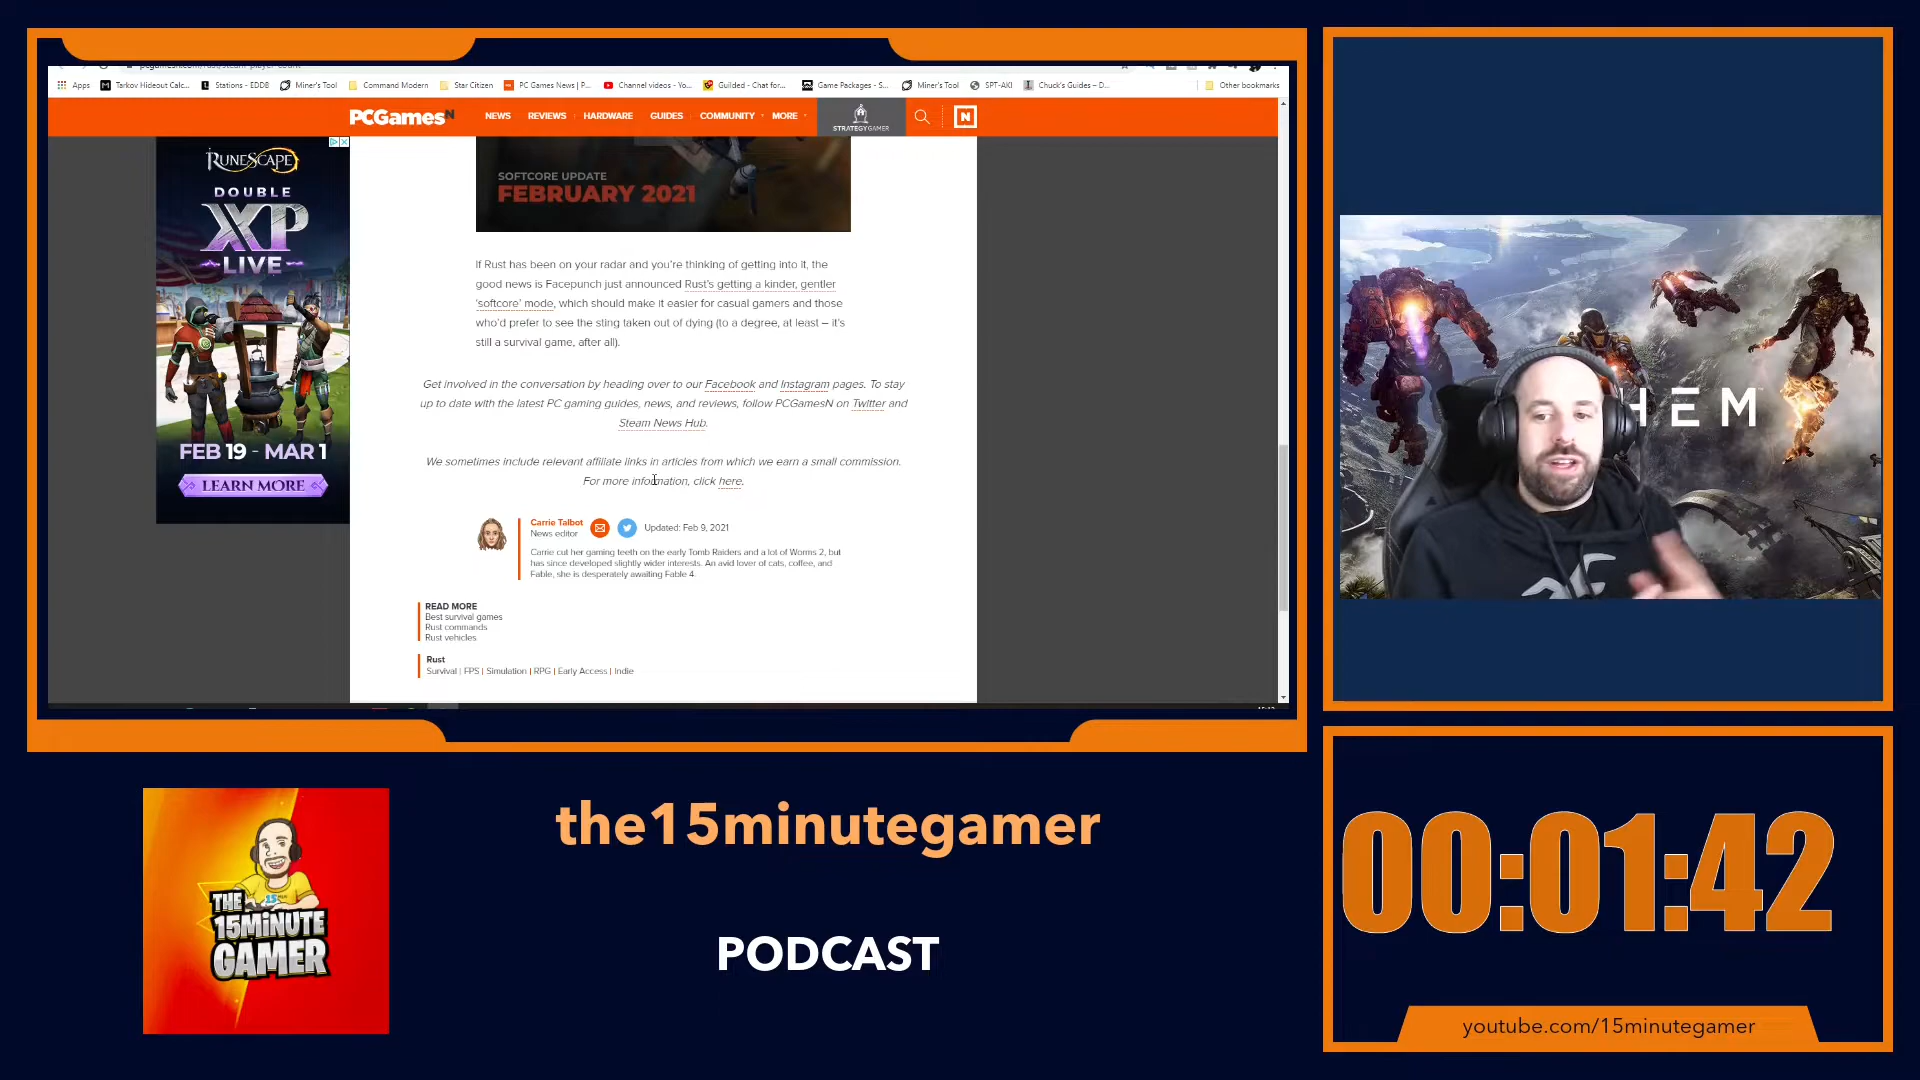 Apps
Tarkov Hideout Calc...
Stations - EDDB
Miner's Tool
Command Modern
Star Citizen
PC Games News | P...
Channel videos - Yo...
Guilded - Chat for...
Game Packages - S...
Miner's Tool
SPT-AKI
Chuck's Guides – D...
Other bookmarks
PCGamesN
NEWS
REVIEWS
HARDWARE
GUIDES
COMMUNITY
MORE
STRATEGYGAMER
N
RUNESCAPE
DOUBLE
XP
LIVE
FEB 19 - MAR 1
LEARN MORE
SOFTCORE UPDATE
FEBRUARY 2021
If Rust has been on your radar and you're thinking of getting into it, the
good news is Facepunch just announced Rust's getting a kinder, gentler
'softcore' mode, which should make it easier for casual gamers and those
who'd prefer to see the sting taken out of dying (to a degree, at least – it's
still a survival game, after all).
Get involved in the conversation by heading over to our Facebook and Instagram pages. To stay
up to date with the latest PC gaming guides, news, and reviews, follow PCGamesN on Twitter and
Steam News Hub.
We sometimes include relevant affiliate links in articles from which we earn a small commission.
For more information, click here.
Carrie Talbot
News editor
Updated: Feb 9, 2021
Carrie cut her gaming teeth on the early Tomb Raiders and a lot of Worms 2, but
has since developed slightly wider interests. An avid lover of cats, coffee, and
Fable, she is desperately awaiting Fable 4.
READ MORE
Best survival games
Rust commands
Rust vehicles
Rust
Survival | FPS | Simulation | RPG | Early Access | Indie
HEM
THE
15MINUTE
GAMER
15
the15minutegamer
PODCAST
00:01:42
youtube.com/15minutegamer